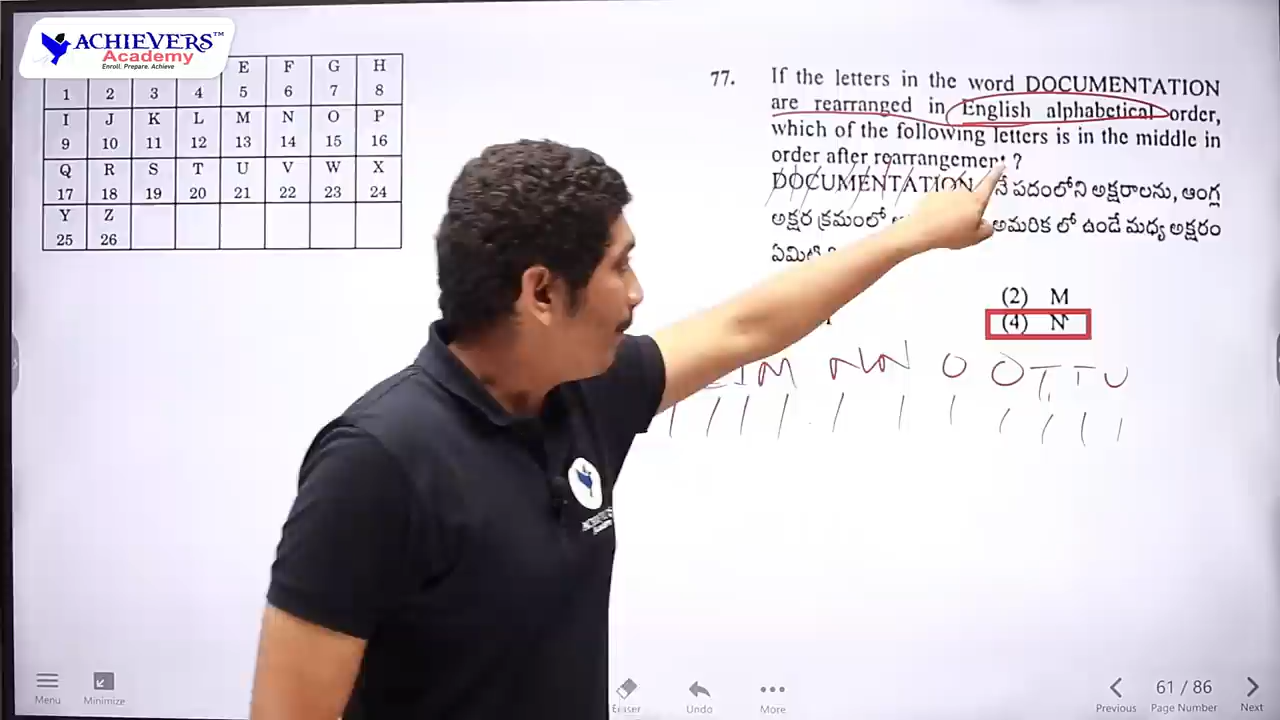 ACHIEVERS™
Academy
Enroll. Prepare. Achieve
E F G H
1 2 3 4 5 6 7 8
I J K L M N O P
9 10 11 12 13 14 15 16
Q R S T U V W X
17 18 19 20 21 22 23 24
Y Z
25 26
77. If the letters in the word DOCUMENTATION
are rearranged in English alphabetical order,
which of the following letters is in the middle in
order after rearrangement ?
DOCUMENTATION నే పదంలోని అక్షరాలను, ఆంగ్ల
అక్షర క్రమంలో అమరిక లో ఉండే మధ్య అక్షరం
(2) M
(4) N
I M N N O O T T U
Menu Minimize Eraser Undo More Previous 61 / 86 Page Number Next